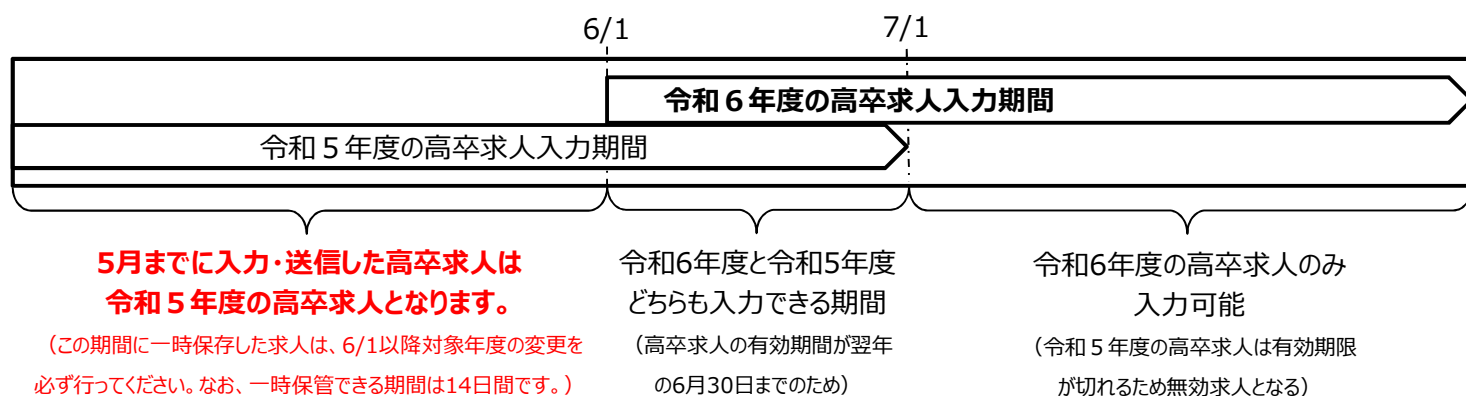 6/1
7/1
令和６年度の高卒求人入力期間
令和５年度の高卒求人入力期間
5月までに入力・送信した高卒求人は
令和５年度の高卒求人となります。
（この期間に一時保存した求人は、6/1以降対象年度の変更を
必ず行ってください。なお、一時保管できる期間は14日間です。）
令和6年度と令和5年度
どちらも入力できる期間
（高卒求人の有効期間が翌年
の6月30日までのため）
令和6年度の高卒求人のみ
入力可能
（令和５年度の高卒求人は有効期限
が切れるため無効求人となる）